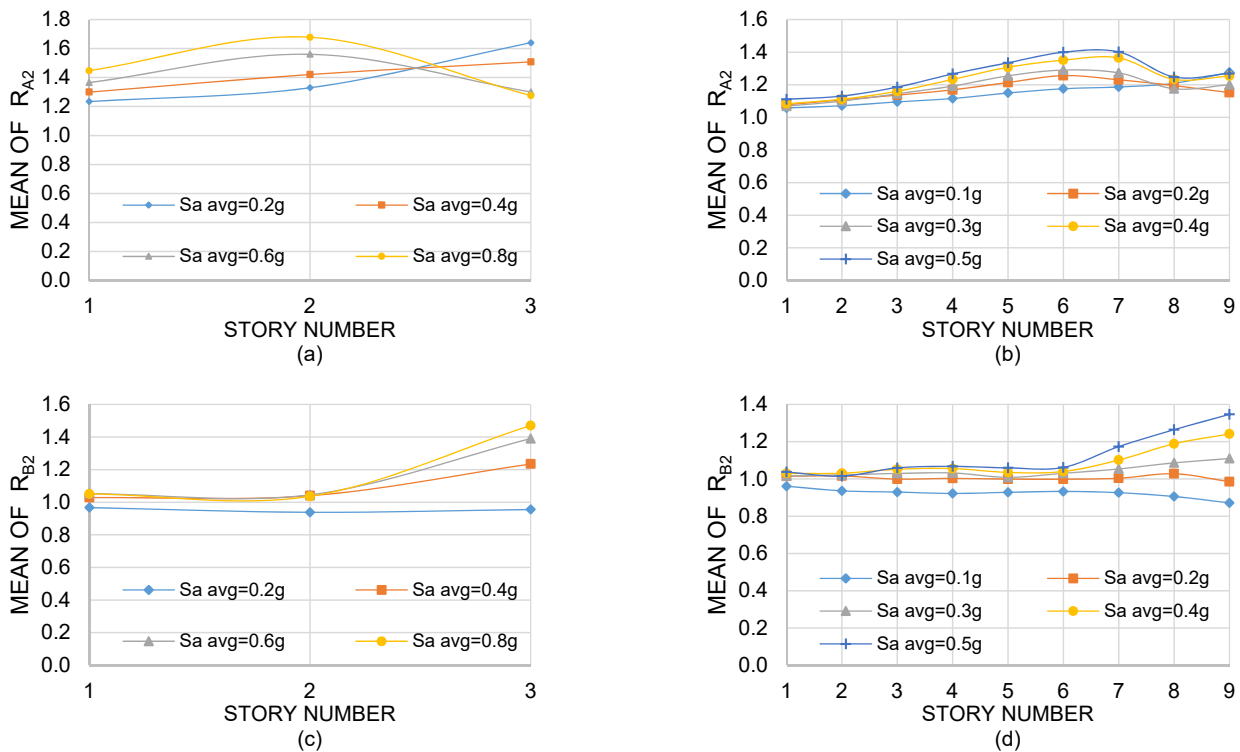 MEAN OF R_A2
1.8
1.6
1.4
1.2
1.0
0.8
0.6
0.4
0.2
0.0
Sa avg=0.2g Sa avg=0.4g
Sa avg=0.6g Sa avg=0.8g
1 2 3
STORY NUMBER
(a)
MEAN OF R_A2
1.6
1.4
1.2
1.0
0.8
0.6
0.4
0.2
0.0
Sa avg=0.1g Sa avg=0.2g
Sa avg=0.3g Sa avg=0.4g
Sa avg=0.5g
1 2 3 4 5 6 7 8 9
STORY NUMBER
(b)
MEAN OF R_B2
1.6
1.4
1.2
1.0
0.8
0.6
0.4
0.2
0.0
Sa avg=0.2g Sa avg=0.4g
Sa avg=0.6g Sa avg=0.8g
1 2 3
STORY NUMBER
(c)
MEAN OF R_B2
1.4
1.2
1.0
0.8
0.6
0.4
0.2
0.0
Sa avg=0.1g Sa avg=0.2g
Sa avg=0.3g Sa avg=0.4g
Sa avg=0.5g
1 2 3 4 5 6 7 8 9
STORY NUMBER
(d)